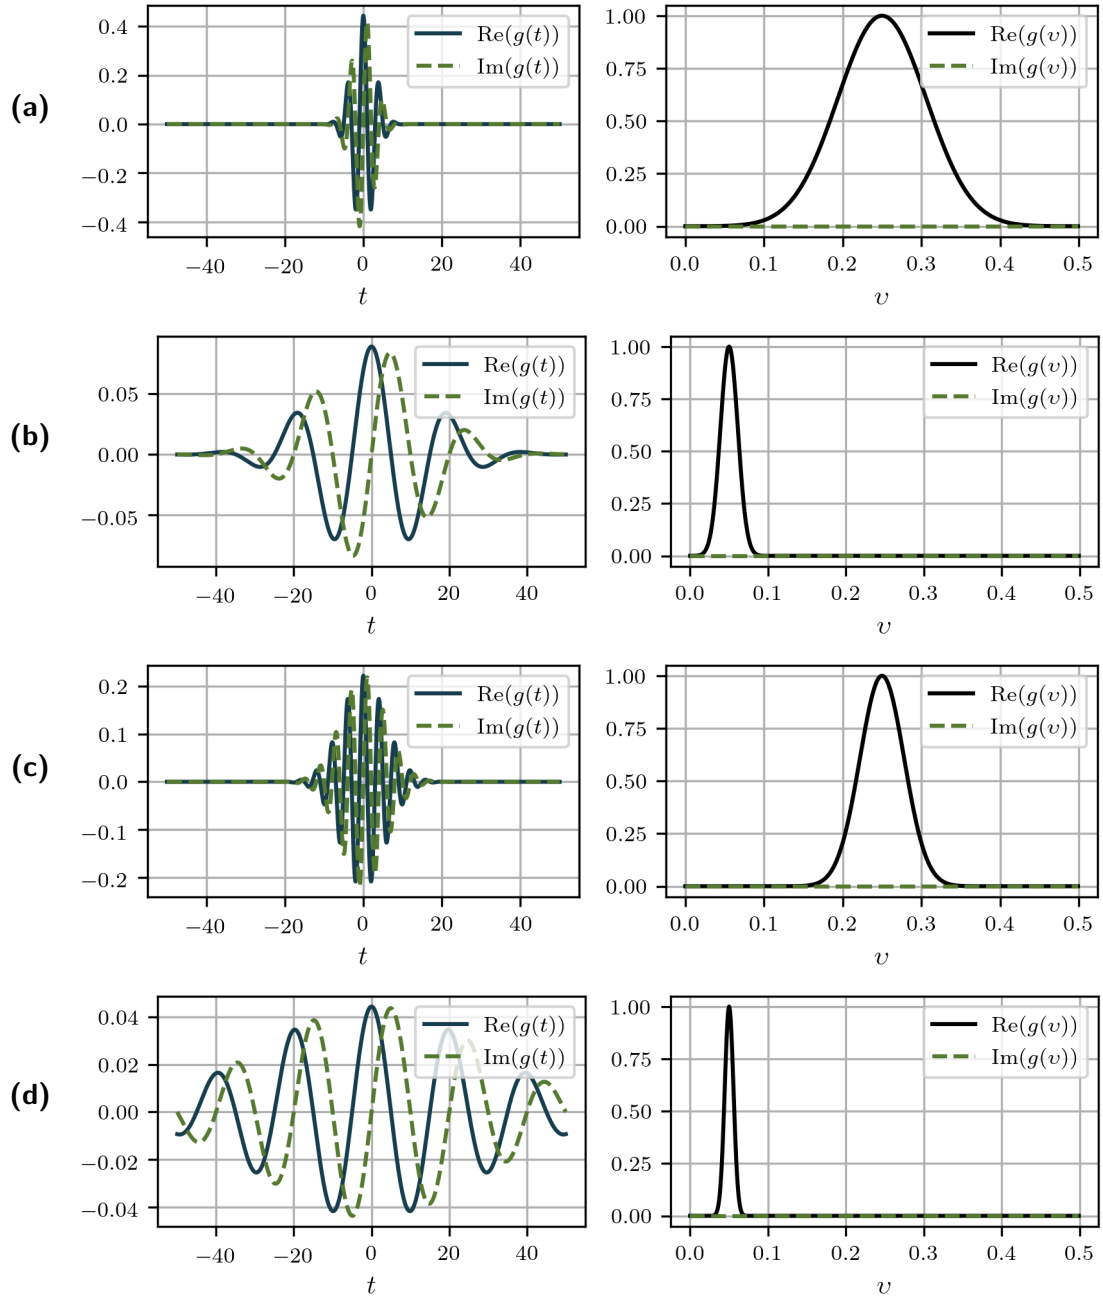 (a)
0.4
0.2
0.0
−0.2
−0.4
−40
−20
0
20
40
t
Re(g(t))
Im(g(t))
1.00
0.75
0.50
0.25
0.00
0.0
0.1
0.2
0.3
0.4
0.5
υ
Re(g(υ))
Im(g(υ))
(b)
0.05
0.00
−0.05
−40
−20
0
20
40
t
Re(g(t))
Im(g(t))
1.00
0.75
0.50
0.25
0.00
0.0
0.1
0.2
0.3
0.4
0.5
υ
Re(g(υ))
Im(g(υ))
(c)
0.2
0.1
0.0
−0.1
−0.2
−40
−20
0
20
40
t
Re(g(t))
Im(g(t))
1.00
0.75
0.50
0.25
0.00
0.0
0.1
0.2
0.3
0.4
0.5
υ
Re(g(υ))
Im(g(υ))
(d)
0.04
0.02
0.00
−0.02
−0.04
−40
−20
0
20
40
t
Re(g(t))
Im(g(t))
1.00
0.75
0.50
0.25
0.00
0.0
0.1
0.2
0.3
0.4
0.5
υ
Re(g(υ))
Im(g(υ))